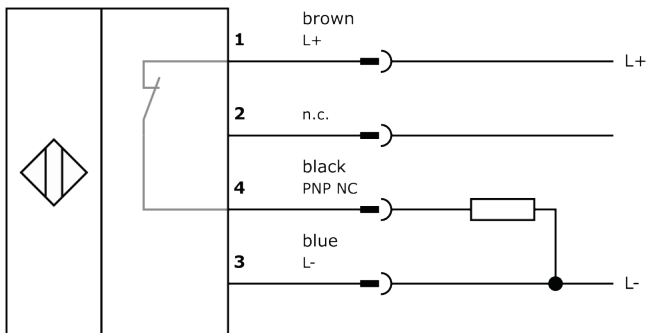 brown
1 L+ L+
2 n.c.
black
4 PNP NC
blue
3 L- L-